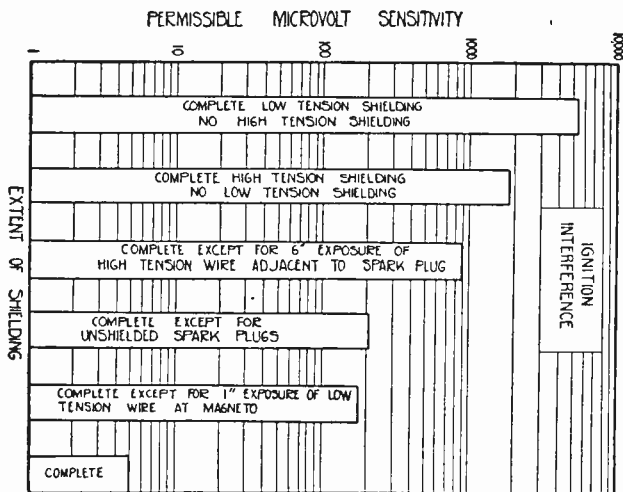 PERMISSIBLE MICROVOLT SENSITIVITY
1 10 100 1000 10,000
COMPLETE LOW TENSION SHIELDING
NO HIGH TENSION SHIELDING
COMPLETE HIGH TENSION SHIELDING
NO LOW TENSION SHIELDING
COMPLETE EXCEPT FOR 6" EXPOSURE OF
HIGH TENSION WIRE ADJACENT TO SPARK PLUG
COMPLETE EXCEPT FOR
UNSHIELDED SPARK PLUGS
COMPLETE EXCEPT FOR 1" EXPOSURE OF LOW
TENSION WIRE AT MAGNETO
COMPLETE
EXTENT OF SHIELDING
IGNITION
INTERFERENCE